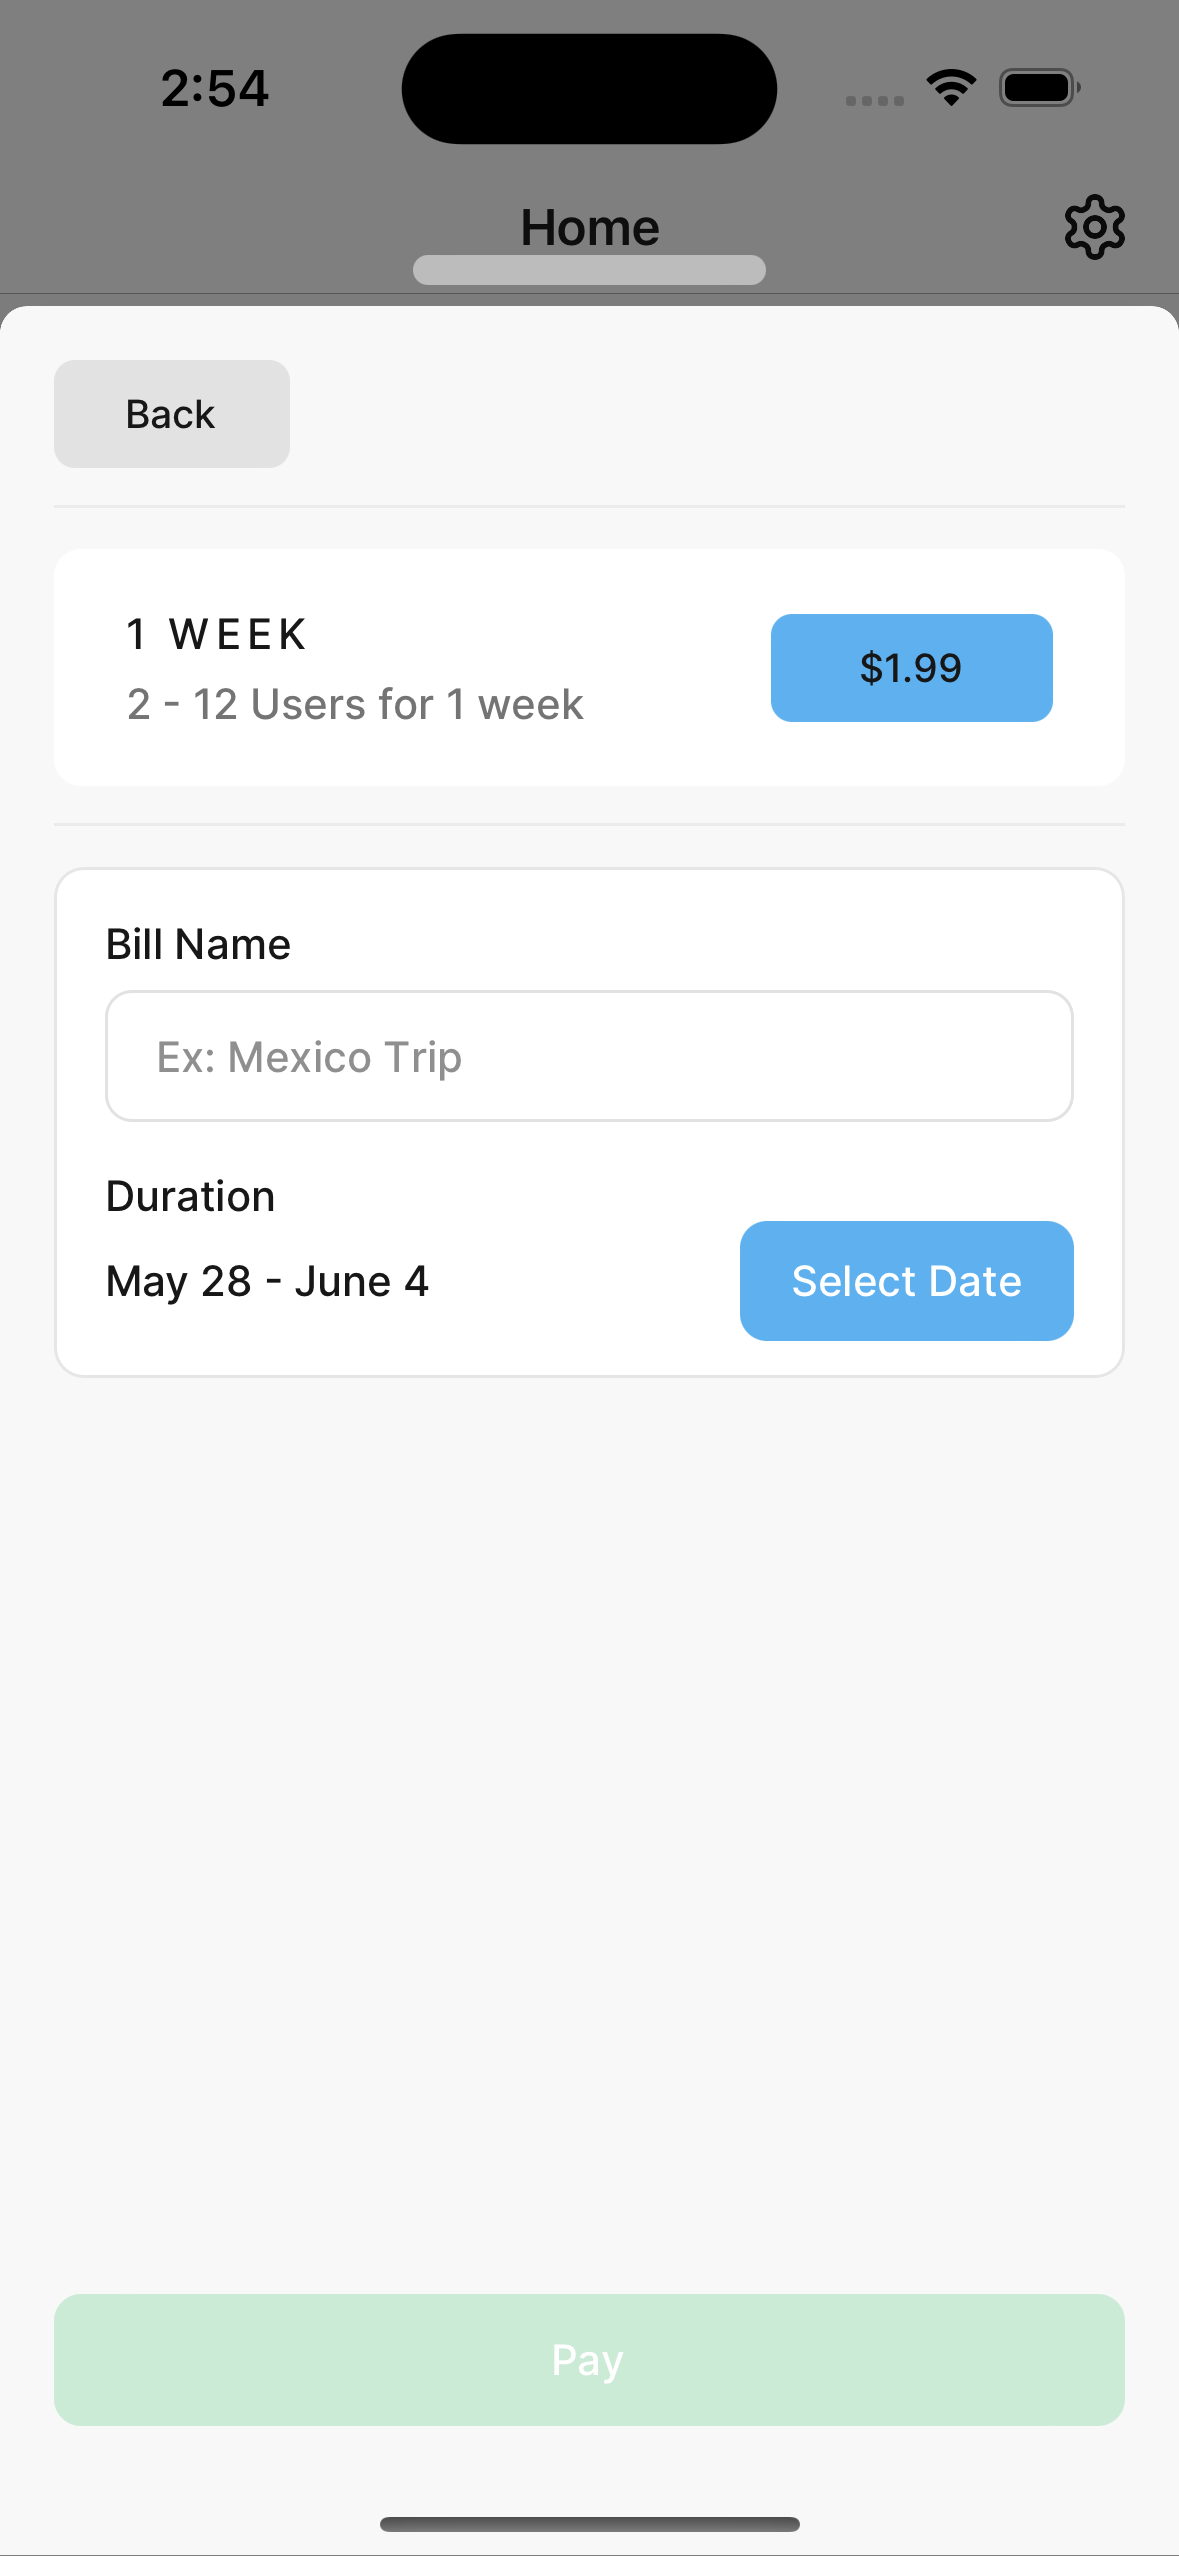 2:54
Home
Back
1 WEEK
2 - 12 Users for 1 week
$1.99
Bill Name
Ex: Mexico Trip
Duration
May 28 - June 4
Select Date
Pay